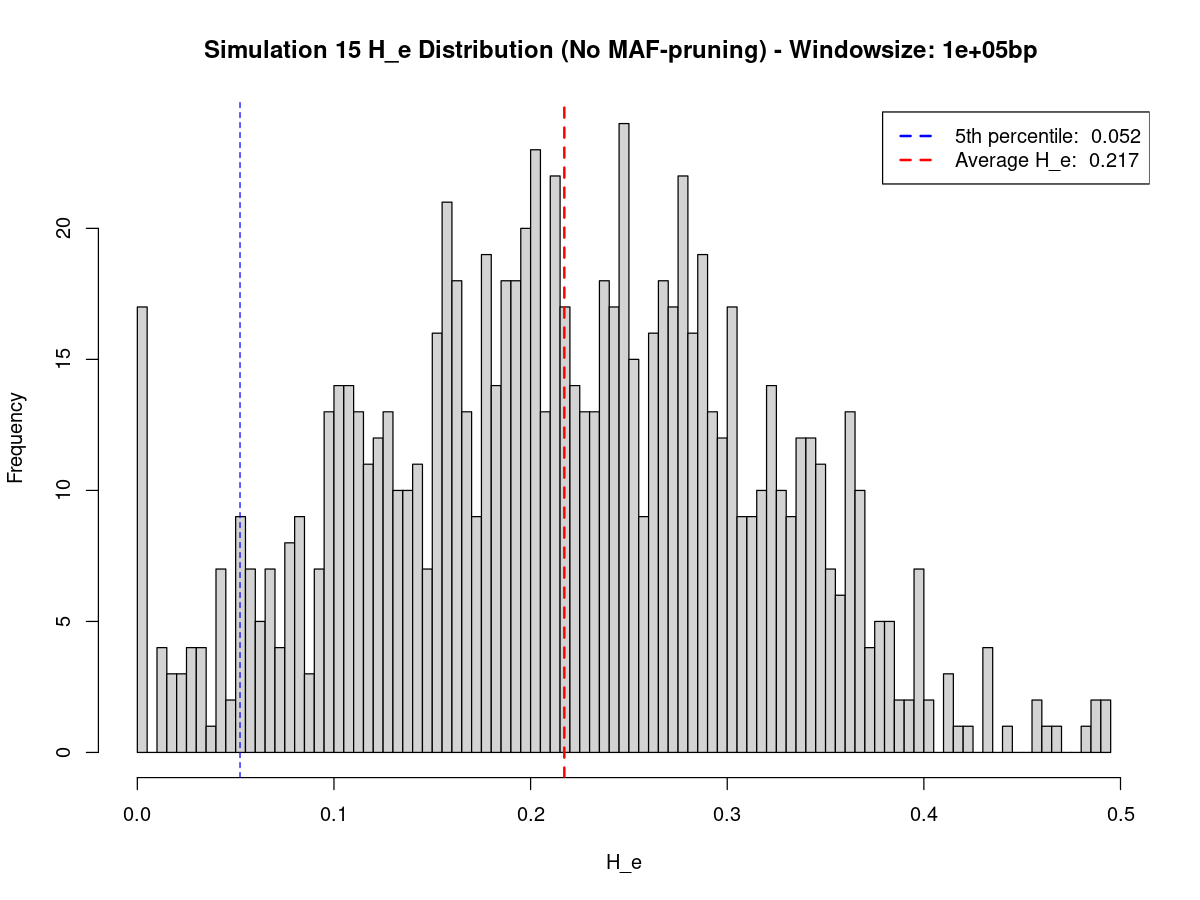 Simulation 15 H_e Distribution (No MAF-pruning) - Windowsize: 1e+05bp
5th percentile: 0.052
Average H_e: 0.217
Frequency
20
15
10
5
0
0.0 0.1 0.2 0.3 0.4 0.5
H_e